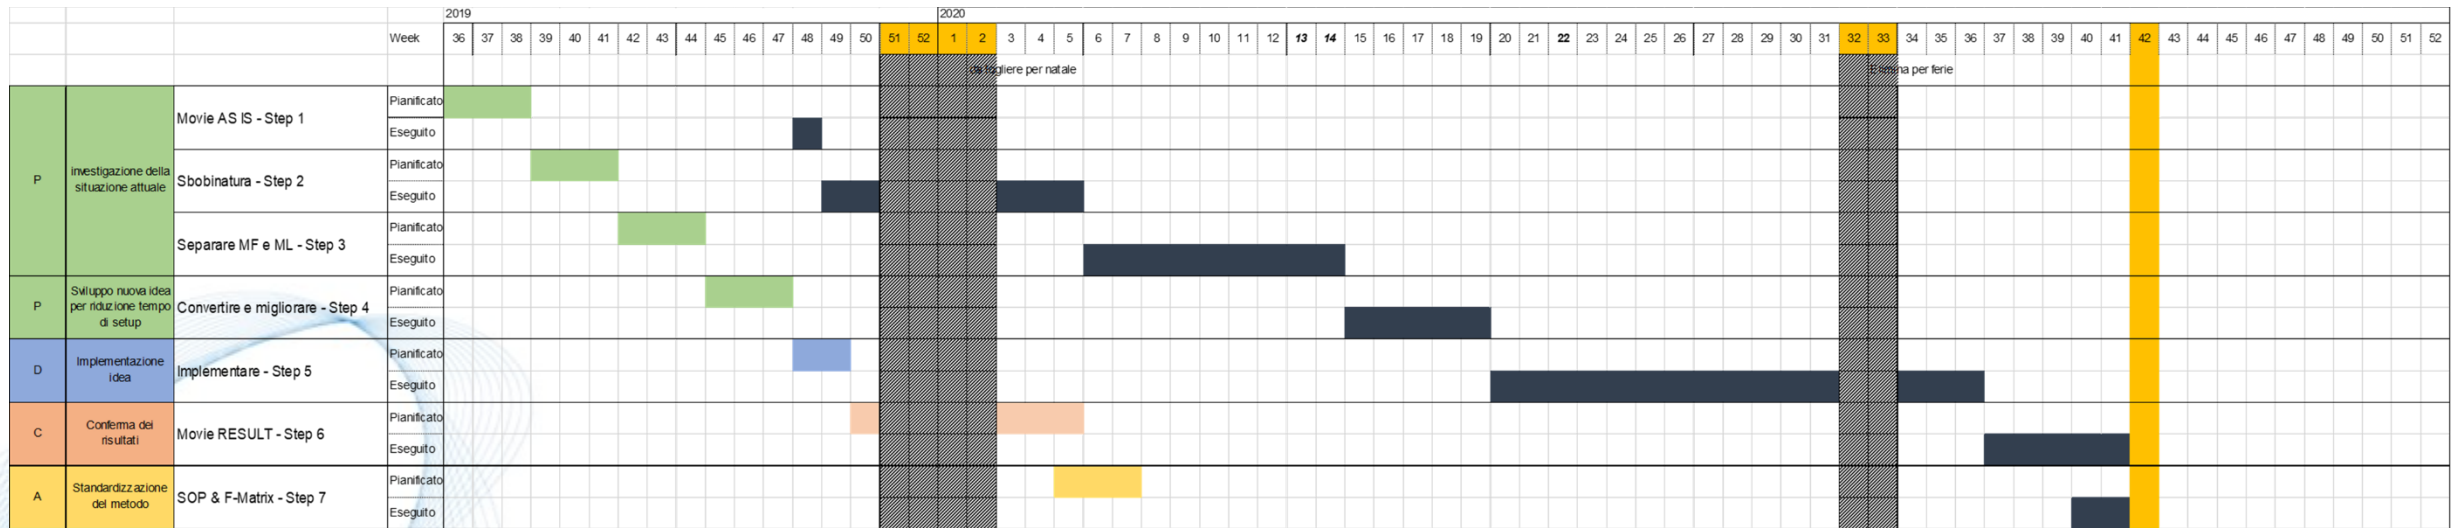 2019 2020
Week 36 37 38 39 40 41 42 43 44 45 46 47 48 49 50 51 52 1 2 3 4 5 6 7 8 9 10 11 12 13 14 15 16 17 18 19 20 21 22 23 24 25 26 27 28 29 30 31 32 33 34 35 36 37 38 39 40 41 42 43 44 45 46 47 48 49 50 51 52
da togliere per natale Elimina per ferie
P
investigazione della
situazione attuale
Movie AS IS - Step 1
Pianificato
Eseguito
Sbobinatura - Step 2
Pianificato
Eseguito
Separare MF e ML - Step 3
Pianificato
Eseguito
P
Sviluppo nuova idea
per riduzione tempo
di setup
Convertire e migliorare - Step 4
Pianificato
Eseguito
D
Implementazione
idea
Implementare - Step 5
Pianificato
Eseguito
C
Conferma dei
risultati
Movie RESULT - Step 6
Pianificato
Eseguito
A
Standardizzazione
del metodo
SOP & F-Matrix - Step 7
Pianificato
Eseguito